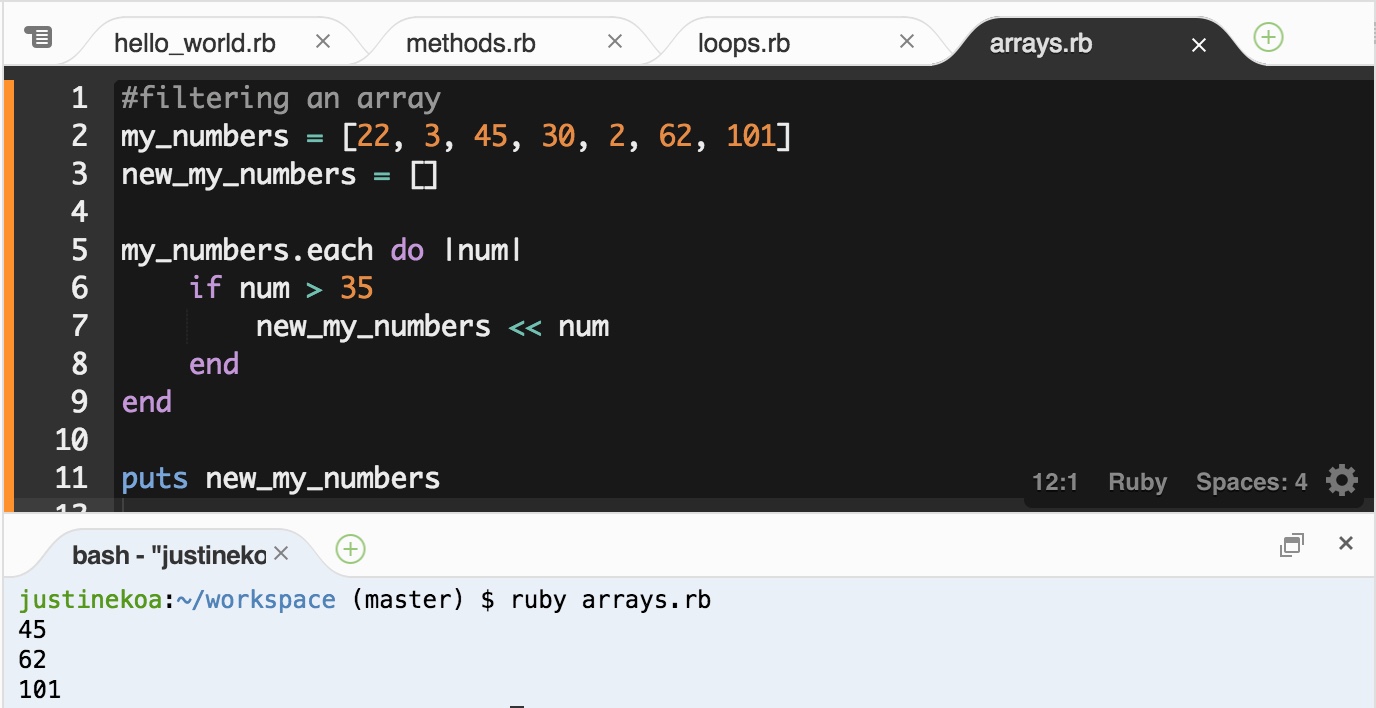 hello_world.rb × methods.rb × loops.rb × arrays.rb ×
1 #filtering an array
2 my_numbers = [22, 3, 45, 30, 2, 62, 101]
3 new_my_numbers = []
4
5 my_numbers.each do |num|
6     if num > 35
7         new_my_numbers << num
8     end
9 end
10
11 puts new_my_numbers
12:1 Ruby Spaces: 4
12
bash - "justineko ×
justinekoa:~/workspace (master) $ ruby arrays.rb
45
62
101